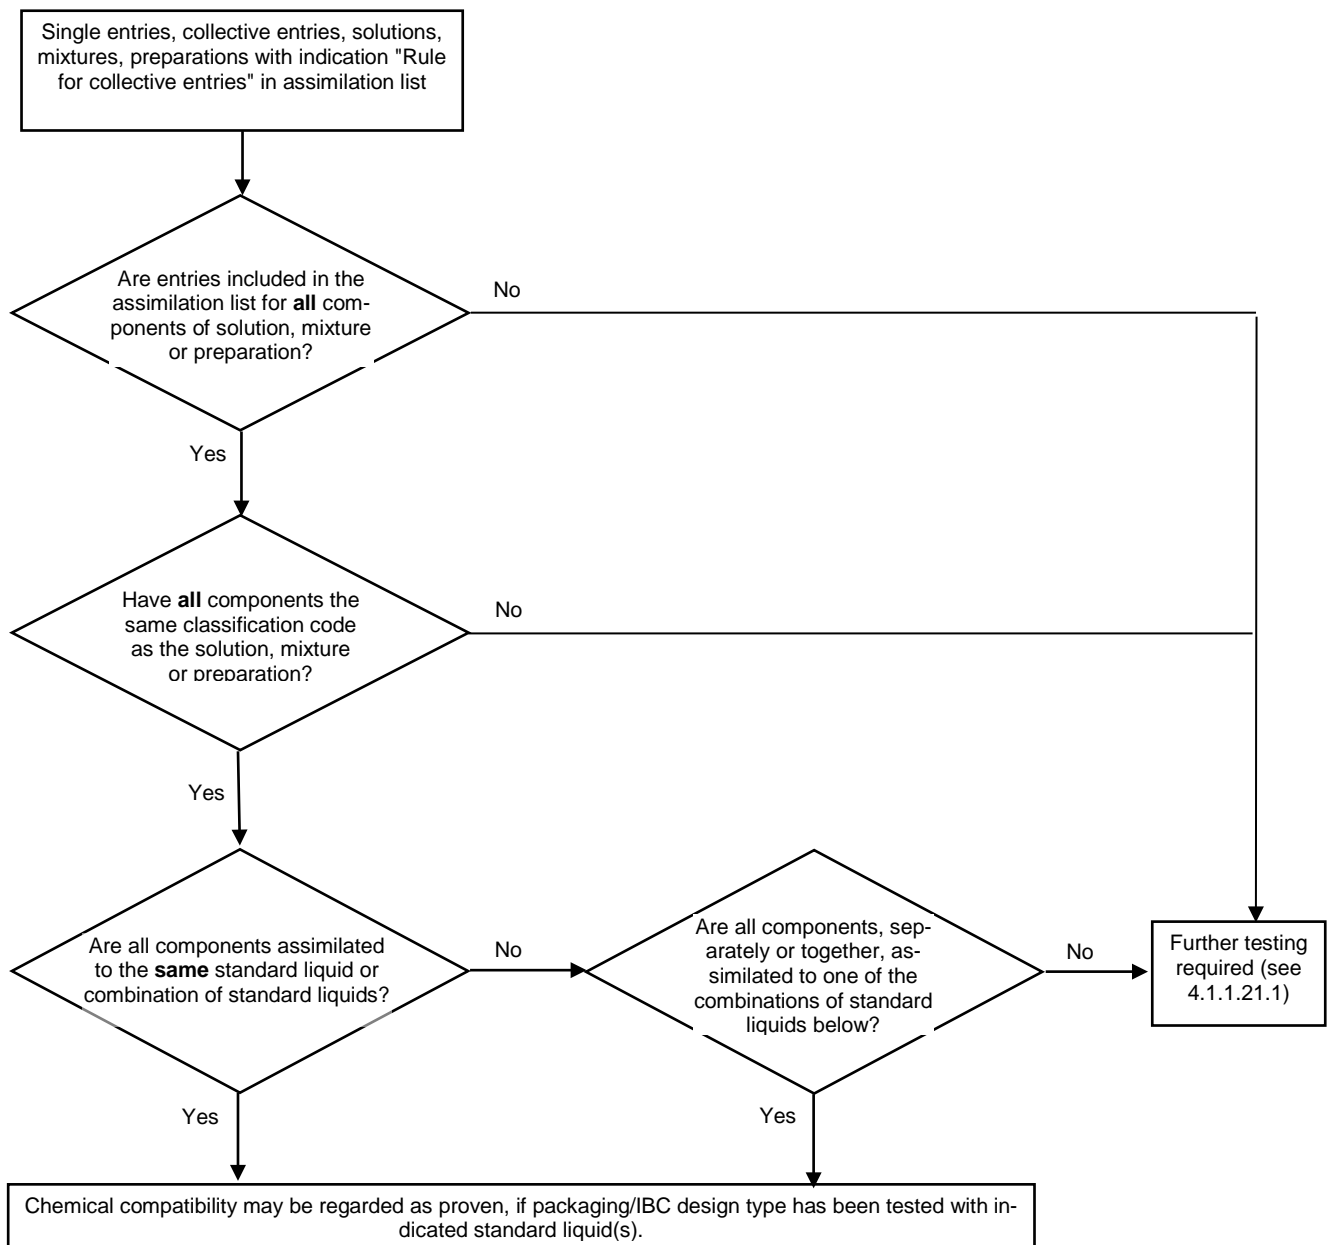 Single entries, collective entries, solutions,
mixtures, preparations with indication "Rule
for collective entries" in assimilation list
Are entries included in the
assimilation list for all com-
ponents of solution, mixture
or preparation?
No
Yes
Have all components the
same classification code
as the solution, mixture
or preparation?
No
Yes
Are all components assimilated
to the same standard liquid or
combination of standard liquids?
No
Are all components, sep-
arately or together, as-
similated to one of the
combinations of standard
liquids below?
No
Further testing
required (see
4.1.1.21.1)
Yes
Yes
Chemical compatibility may be regarded as proven, if packaging/IBC design type has been tested with in-
dicated standard liquid(s).